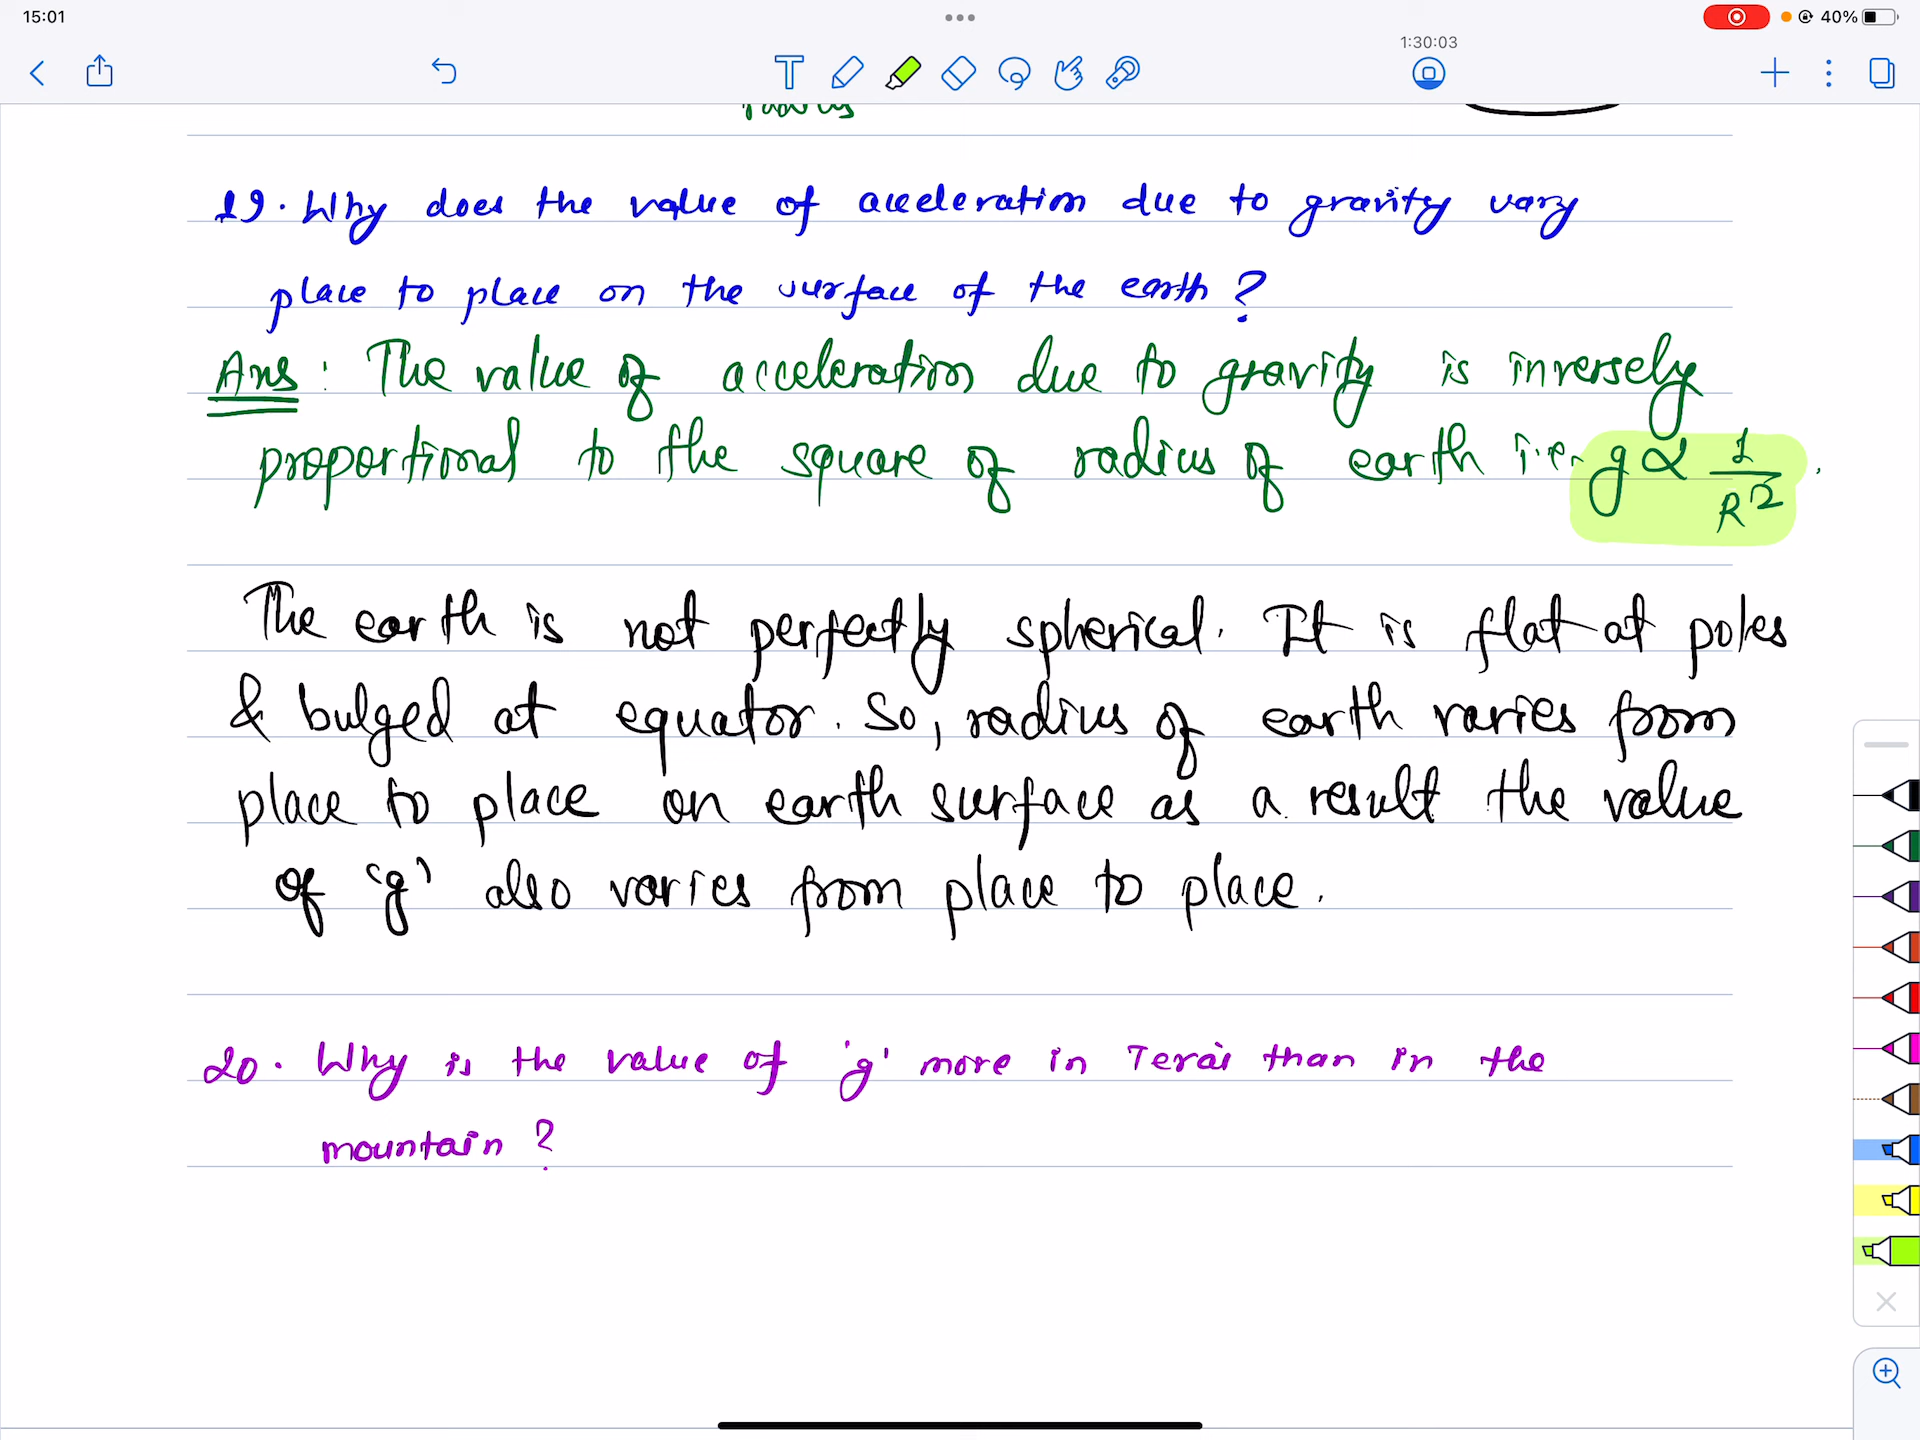 15:01
40%
1:30:03
radius
19. Why does the value of acceleration due to gravity vary
place to place on the surface of the earth ?
Ans : The value of acceleration due to gravity is inversely
proportional to the square of radius of earth i.e. g ∝ 1/R² .
The earth is not perfectly spherical. It is flat at poles
& bulged at equator. So, radius of earth varies from
place to place on earth surface as a result the value
of 'g' also varies from place to place.
20. Why is the value of 'g' more in Terai than in the
mountain ?